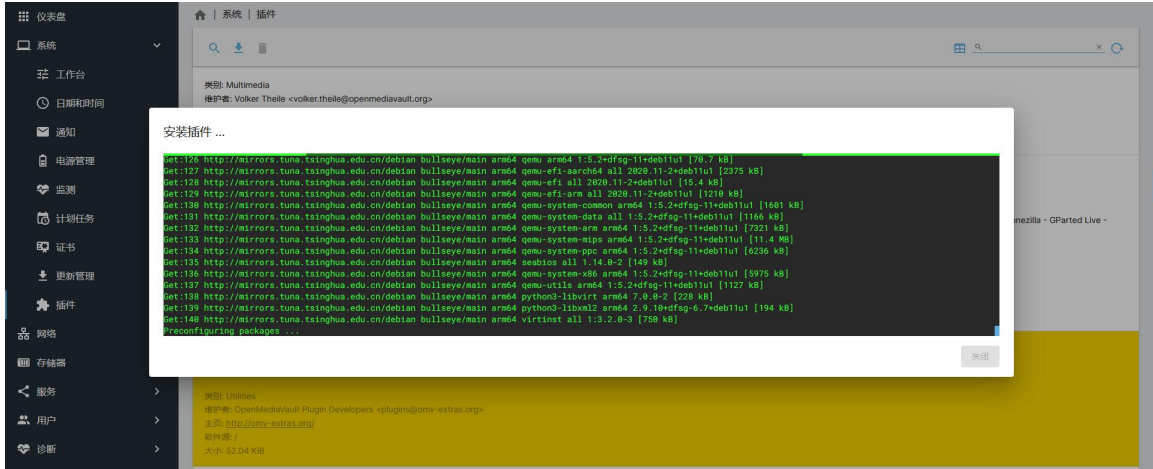 仪表盘
系统 | 插件
系统
工作台
日期和时间
通知
电源管理
监测
计划任务
证书
更新管理
插件
网络
存储器
服务
用户
诊断
类别: Multimedia
维护者: Volker Theile <volker.theile@openmediavault.org>
安装插件 ...
Get:126 http://mirrors.tuna.tsinghua.edu.cn/debian bullseye/main arm64 qemu arm64 1:5.2+dfsg-11+deb11u1 [70.7 kB]
Get:127 http://mirrors.tuna.tsinghua.edu.cn/debian bullseye/main arm64 qemu-efi-aarch64 all 2020.11-2+deb11u1 [2375 kB]
Get:128 http://mirrors.tuna.tsinghua.edu.cn/debian bullseye/main arm64 qemu-efi all 2020.11-2+deb11u1 [15.4 kB]
Get:129 http://mirrors.tuna.tsinghua.edu.cn/debian bullseye/main arm64 qemu-efi-arm all 2020.11-2+deb11u1 [1210 kB]
Get:130 http://mirrors.tuna.tsinghua.edu.cn/debian bullseye/main arm64 qemu-system-common arm64 1:5.2+dfsg-11+deb11u1 [1601 kB]
Get:131 http://mirrors.tuna.tsinghua.edu.cn/debian bullseye/main arm64 qemu-system-data all 1:5.2+dfsg-11+deb11u1 [1166 kB]
Get:132 http://mirrors.tuna.tsinghua.edu.cn/debian bullseye/main arm64 qemu-system-arm arm64 1:5.2+dfsg-11+deb11u1 [7321 kB]
Get:133 http://mirrors.tuna.tsinghua.edu.cn/debian bullseye/main arm64 qemu-system-mips arm64 1:5.2+dfsg-11+deb11u1 [11.4 MB]
Get:134 http://mirrors.tuna.tsinghua.edu.cn/debian bullseye/main arm64 qemu-system-ppc arm64 1:5.2+dfsg-11+deb11u1 [6236 kB]
Get:135 http://mirrors.tuna.tsinghua.edu.cn/debian bullseye/main arm64 seabios all 1.14.0-2 [149 kB]
Get:136 http://mirrors.tuna.tsinghua.edu.cn/debian bullseye/main arm64 qemu-system-x86 arm64 1:5.2+dfsg-11+deb11u1 [5975 kB]
Get:137 http://mirrors.tuna.tsinghua.edu.cn/debian bullseye/main arm64 qemu-utils arm64 1:5.2+dfsg-11+deb11u1 [1127 kB]
Get:138 http://mirrors.tuna.tsinghua.edu.cn/debian bullseye/main arm64 python3-libvirt arm64 7.0.0-2 [228 kB]
Get:139 http://mirrors.tuna.tsinghua.edu.cn/debian bullseye/main arm64 python3-libxml2 arm64 2.9.10+dfsg-6.7+deb11u1 [194 kB]
Get:140 http://mirrors.tuna.tsinghua.edu.cn/debian bullseye/main arm64 virtinst all 1:3.2.0-3 [750 kB]
Preconfiguring packages ...
onezilla - GParted Live -
关闭
类别: Utilities
维护者: OpenMediaVault Plugin Developers <plugins@omv-extras.org>
主页: http://omv-extras.org/
软件源: /
大小: 52.04 KiB